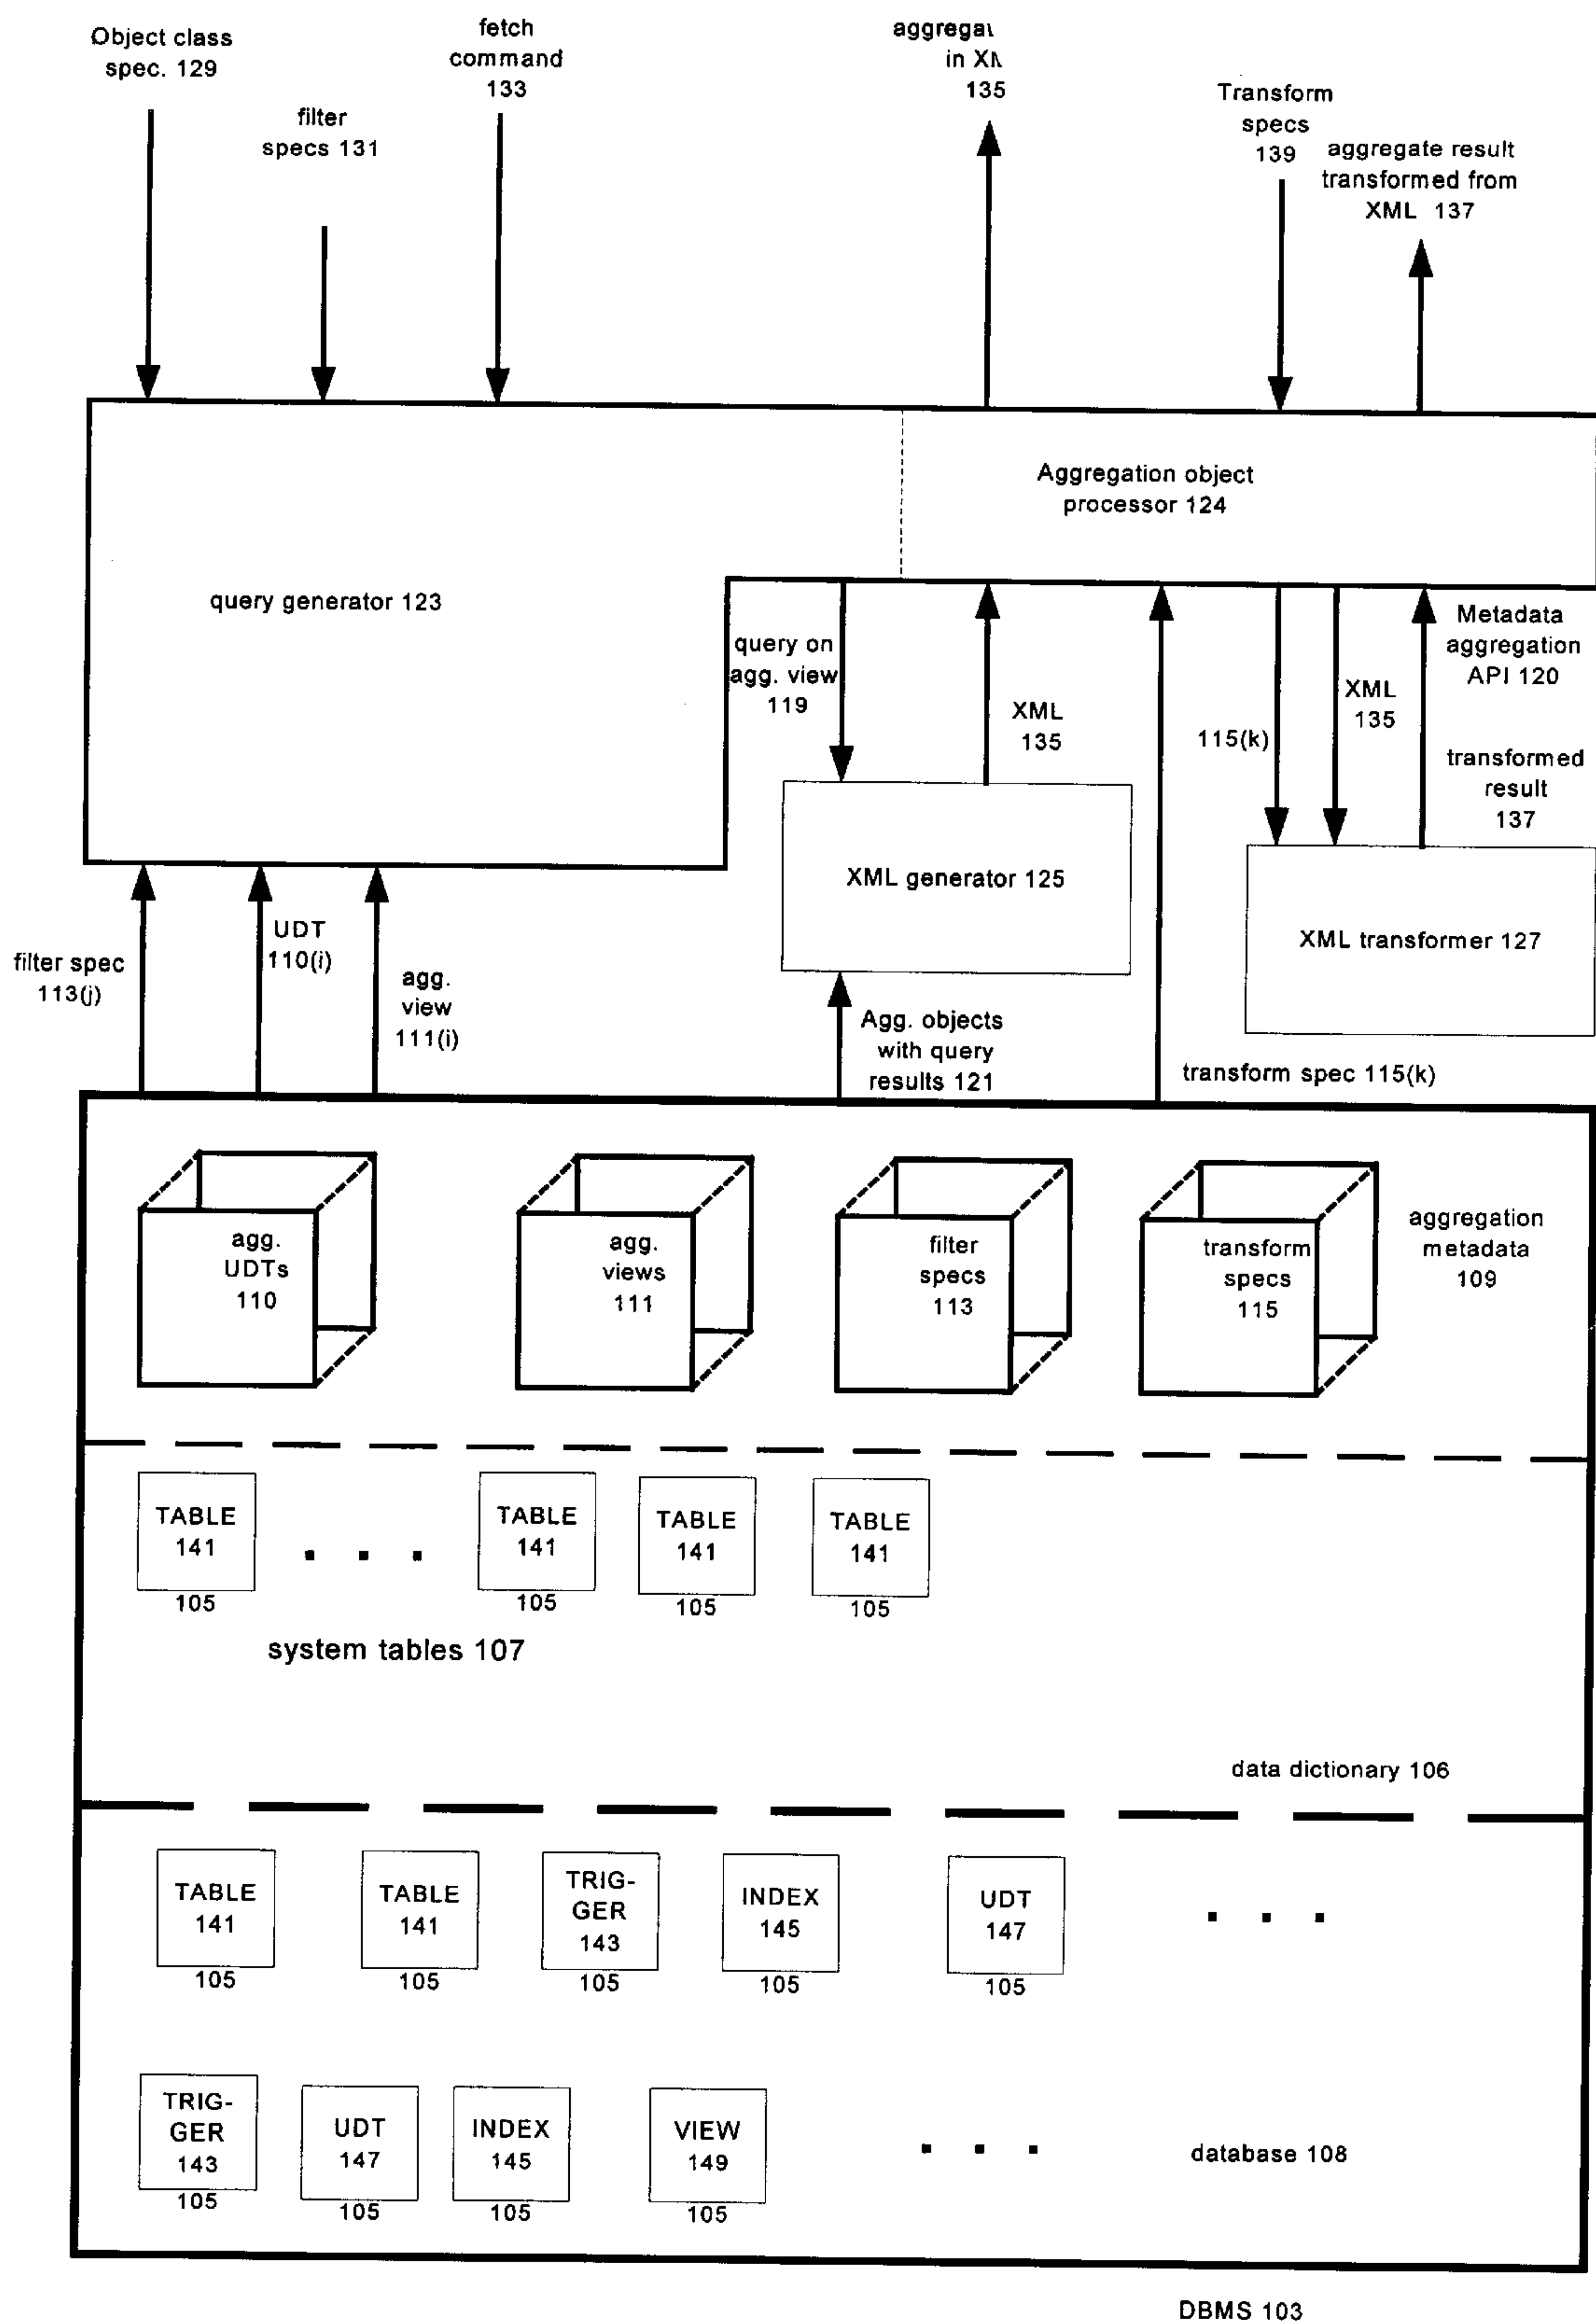 Object class
spec. 129
filter
specs 131
fetch
command
133
in
135
Transform
specs
139
aggregate result
transformed from
XML 137
Aggregation object
processor 124
query generator 123
query on
agg. view
119
XML
135
115(k)
XML
135
Metadata
aggregation
API 120
transformed
result
137
XML generator 125
XML transformer 127
filter spec
113(j)
UDT
110(i)
agg.
view
111(i)
Agg. objects
with query
results 121
transform spec 115(k)
agg.
UDTs
110
agg.
views
111
filter
specs
113
transform
specs
115
aggregation
metadata
109
TABLE
141
105
TABLE
141
105
TABLE
141
105
TABLE
141
105
system tables 107
data dictionary 106
TABLE
141
105
TABLE
141
105
TRIG-
GER
143
105
INDEX
145
105
UDT
147
105
TRIG-
GER
143
105
UDT
147
105
INDEX
145
105
VIEW
149
105
database 108
DBMS 103